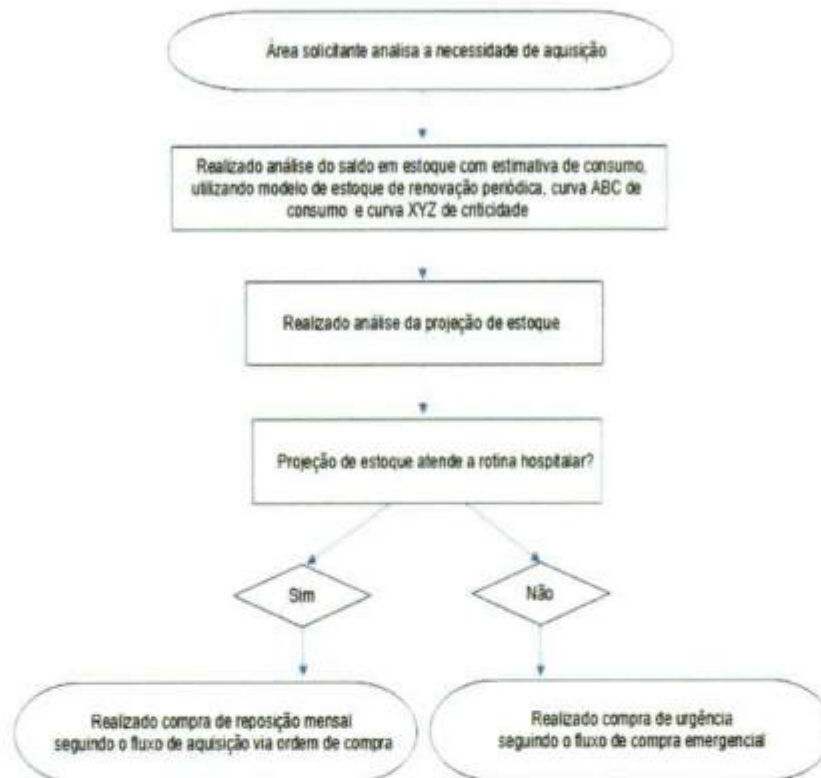 Área solicitante analisa a necessidade de aquisição
Realizado análise do saldo em estoque com estimativa de consumo,
utilizando modelo de estoque de renovação periódica, curva ABC de
consumo e curva XYZ de criticidade
Realizado análise da projeção de estoque
Projeção de estoque atende a rotina hospitalar?
Sim
Não
Realizado compra de reposição mensal
seguindo o fluxo de aquisição via ordem de compra
Realizado compra de urgência
seguindo o fluxo de compra emergencial